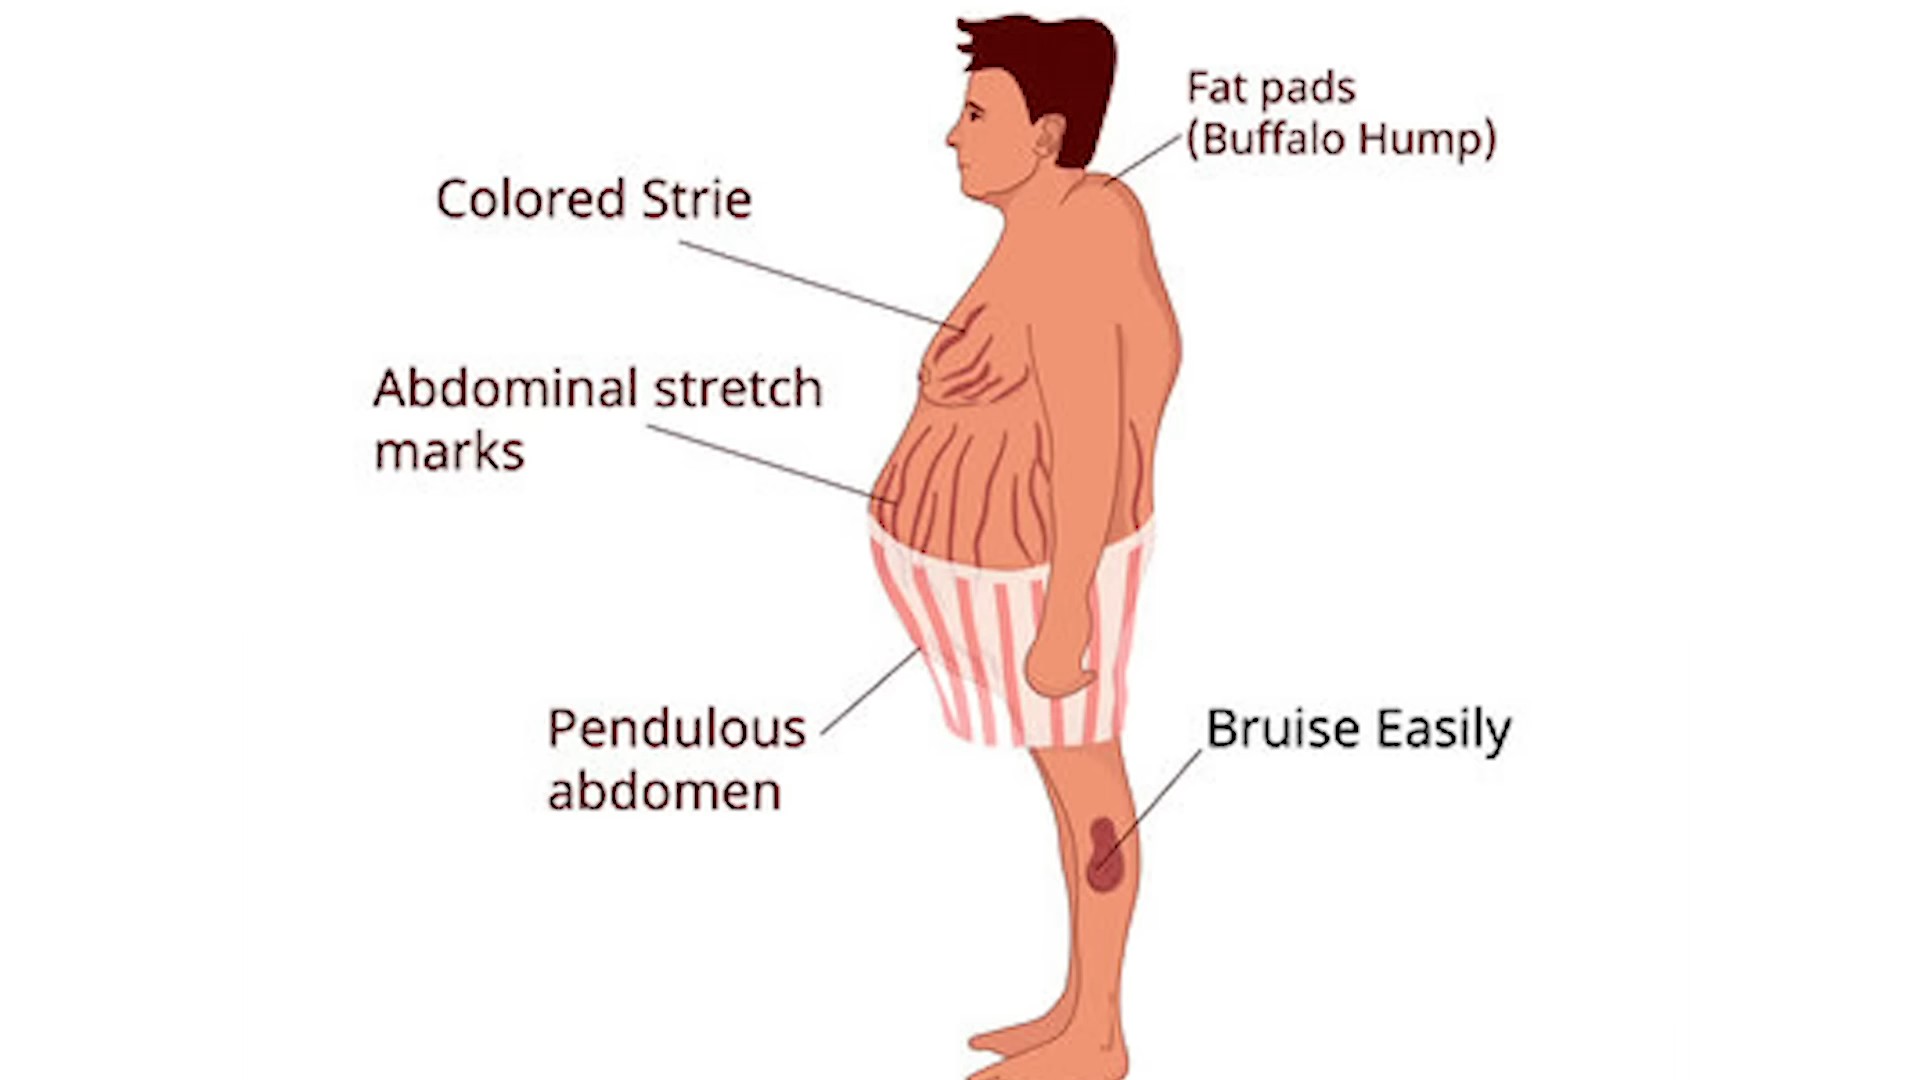 Fat pads
(Buffalo Hump)
Colored Strie
Abdominal stretch
marks
Pendulous
abdomen
Bruise Easily